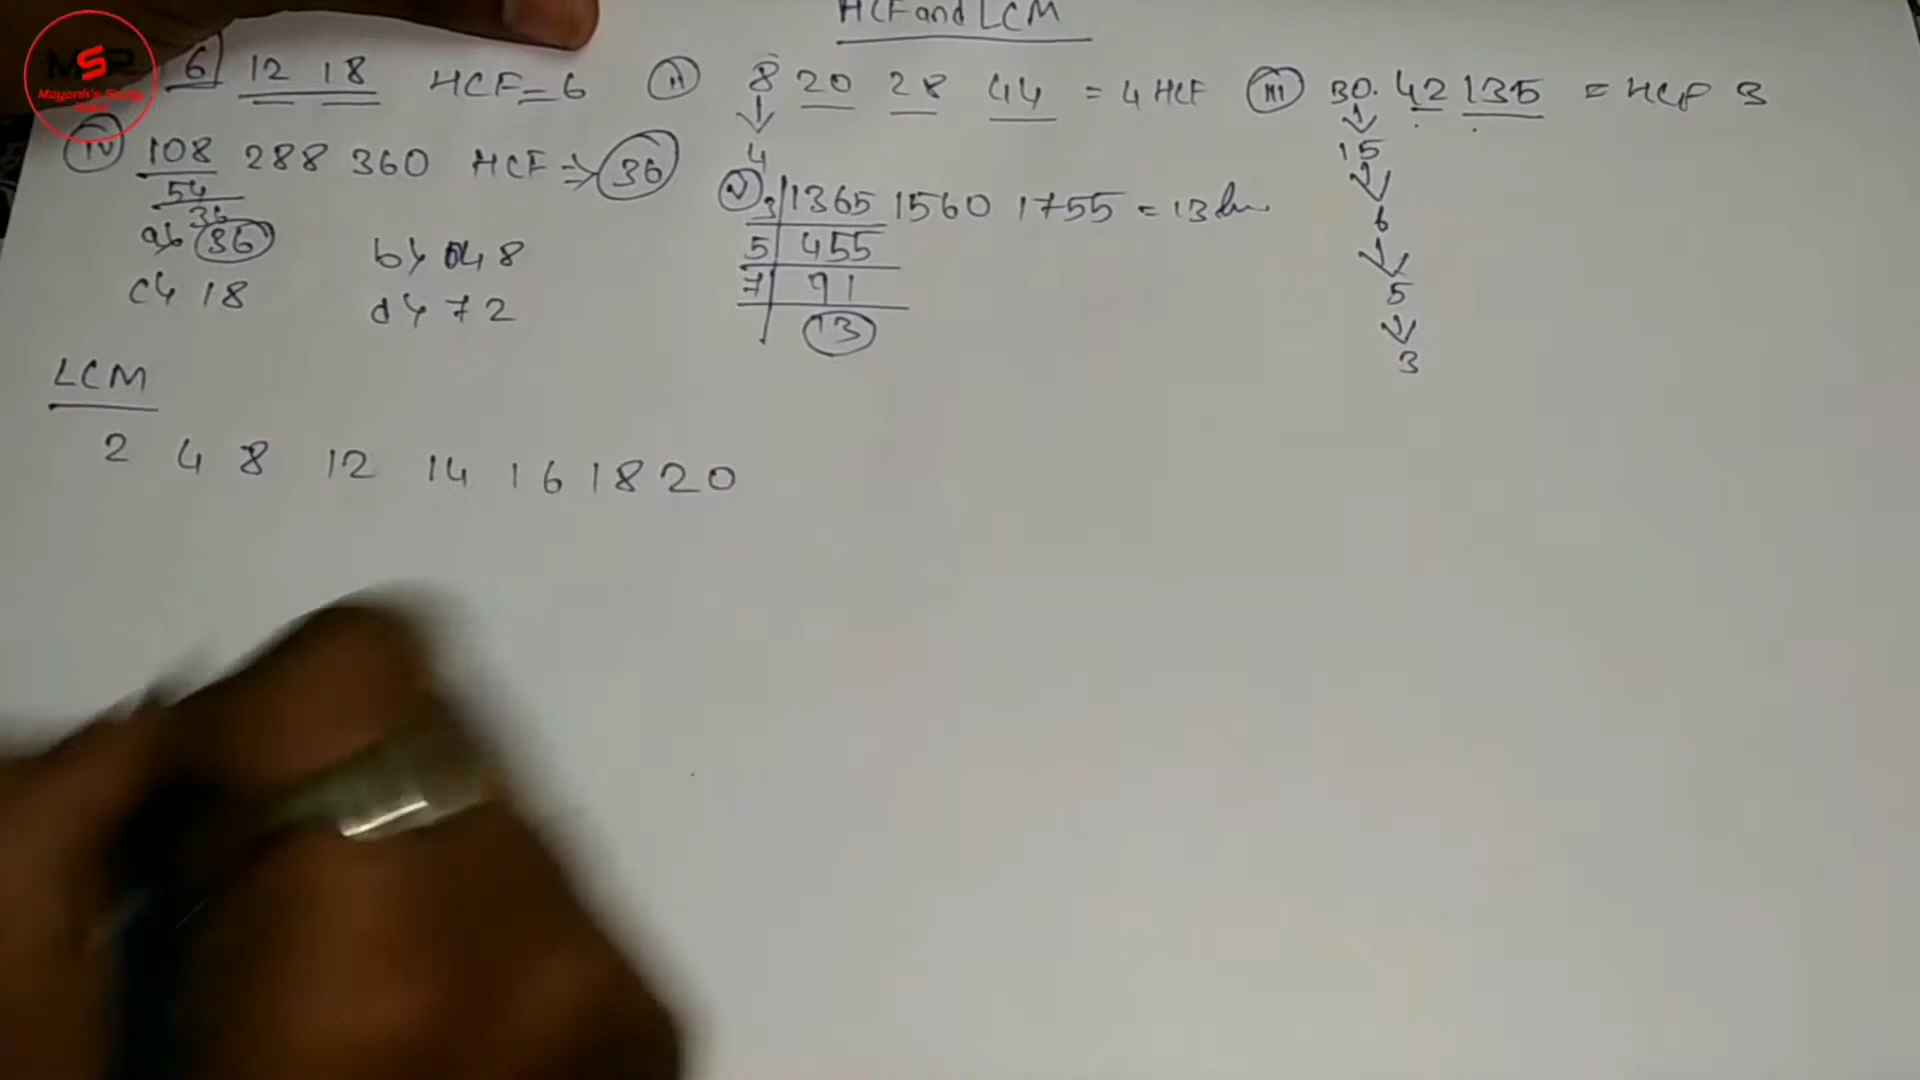 HCF and LCM
MSP
Mayank's Study
6 12 18 HCF = 6
(II) 8 20 28 44 = 4 HCF
4
(III) 30. 42 135 = HCF 3
15
6
5
3
(IV) 108 288 360 HCF => 36
54
36
a) 36 b) 48
c) 18 d) 72
(V) 3 1365 1560 1755 = 13
5 455
7 91
13
LCM
2 4 8 12 14 16 18 20